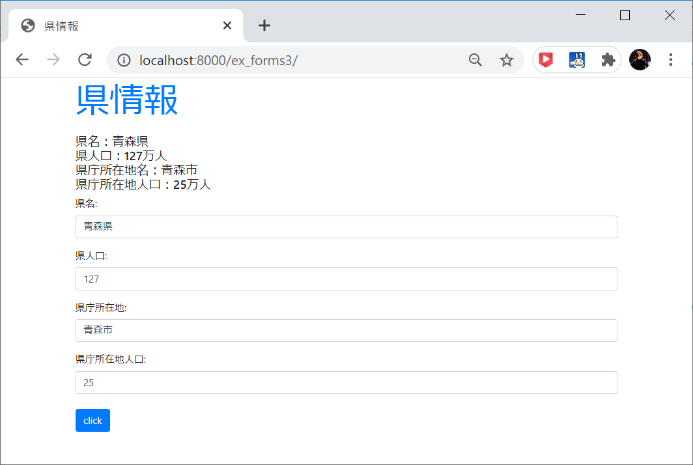 県情報
localhost:8000/ex_forms3/
県情報
県名：青森県
県人口：127万人
県庁所在地名：青森市
県庁所在地人口：25万人
県名:
青森県
県人口:
127
県庁所在地:
青森市
県庁所在地人口:
25
click